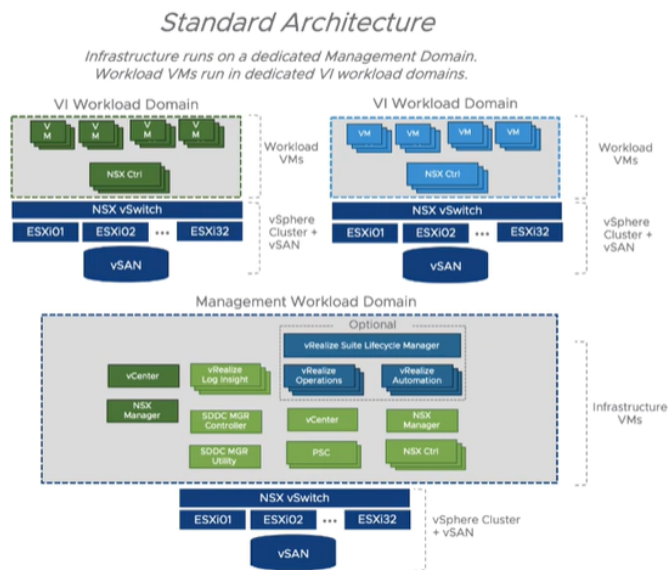 Standard Architecture
Infrastructure runs on a dedicated Management Domain.
Workload VMs run in dedicated VI workload domains.
VI Workload Domain
V
M
V
M
V
M
V
M
NSX Ctrl
Workload
VMs
NSX vSwitch
ESXi01
ESXi02
...
ESXi32
vSAN
vSphere
Cluster +
vSAN
VI Workload Domain
VM
VM
VM
VM
NSX Ctrl
Workload
VMs
NSX vSwitch
ESXi01
ESXi02
...
ESXi32
vSAN
vSphere
Cluster +
vSAN
Management Workload Domain
Optional
vRealize Suite Lifecycle Manager
vCenter
vRealize
Log Insight
vRealize
Operations
vRealize
Automation
NSX
Manager
SDDC MGR
Controller
vCenter
NSX
Manager
SDDC MGR
Utility
PSC
NSX Ctrl
Infrastructure
VMs
NSX vSwitch
ESXi01
ESXi02
...
ESXi32
vSAN
vSphere Cluster
+ vSAN